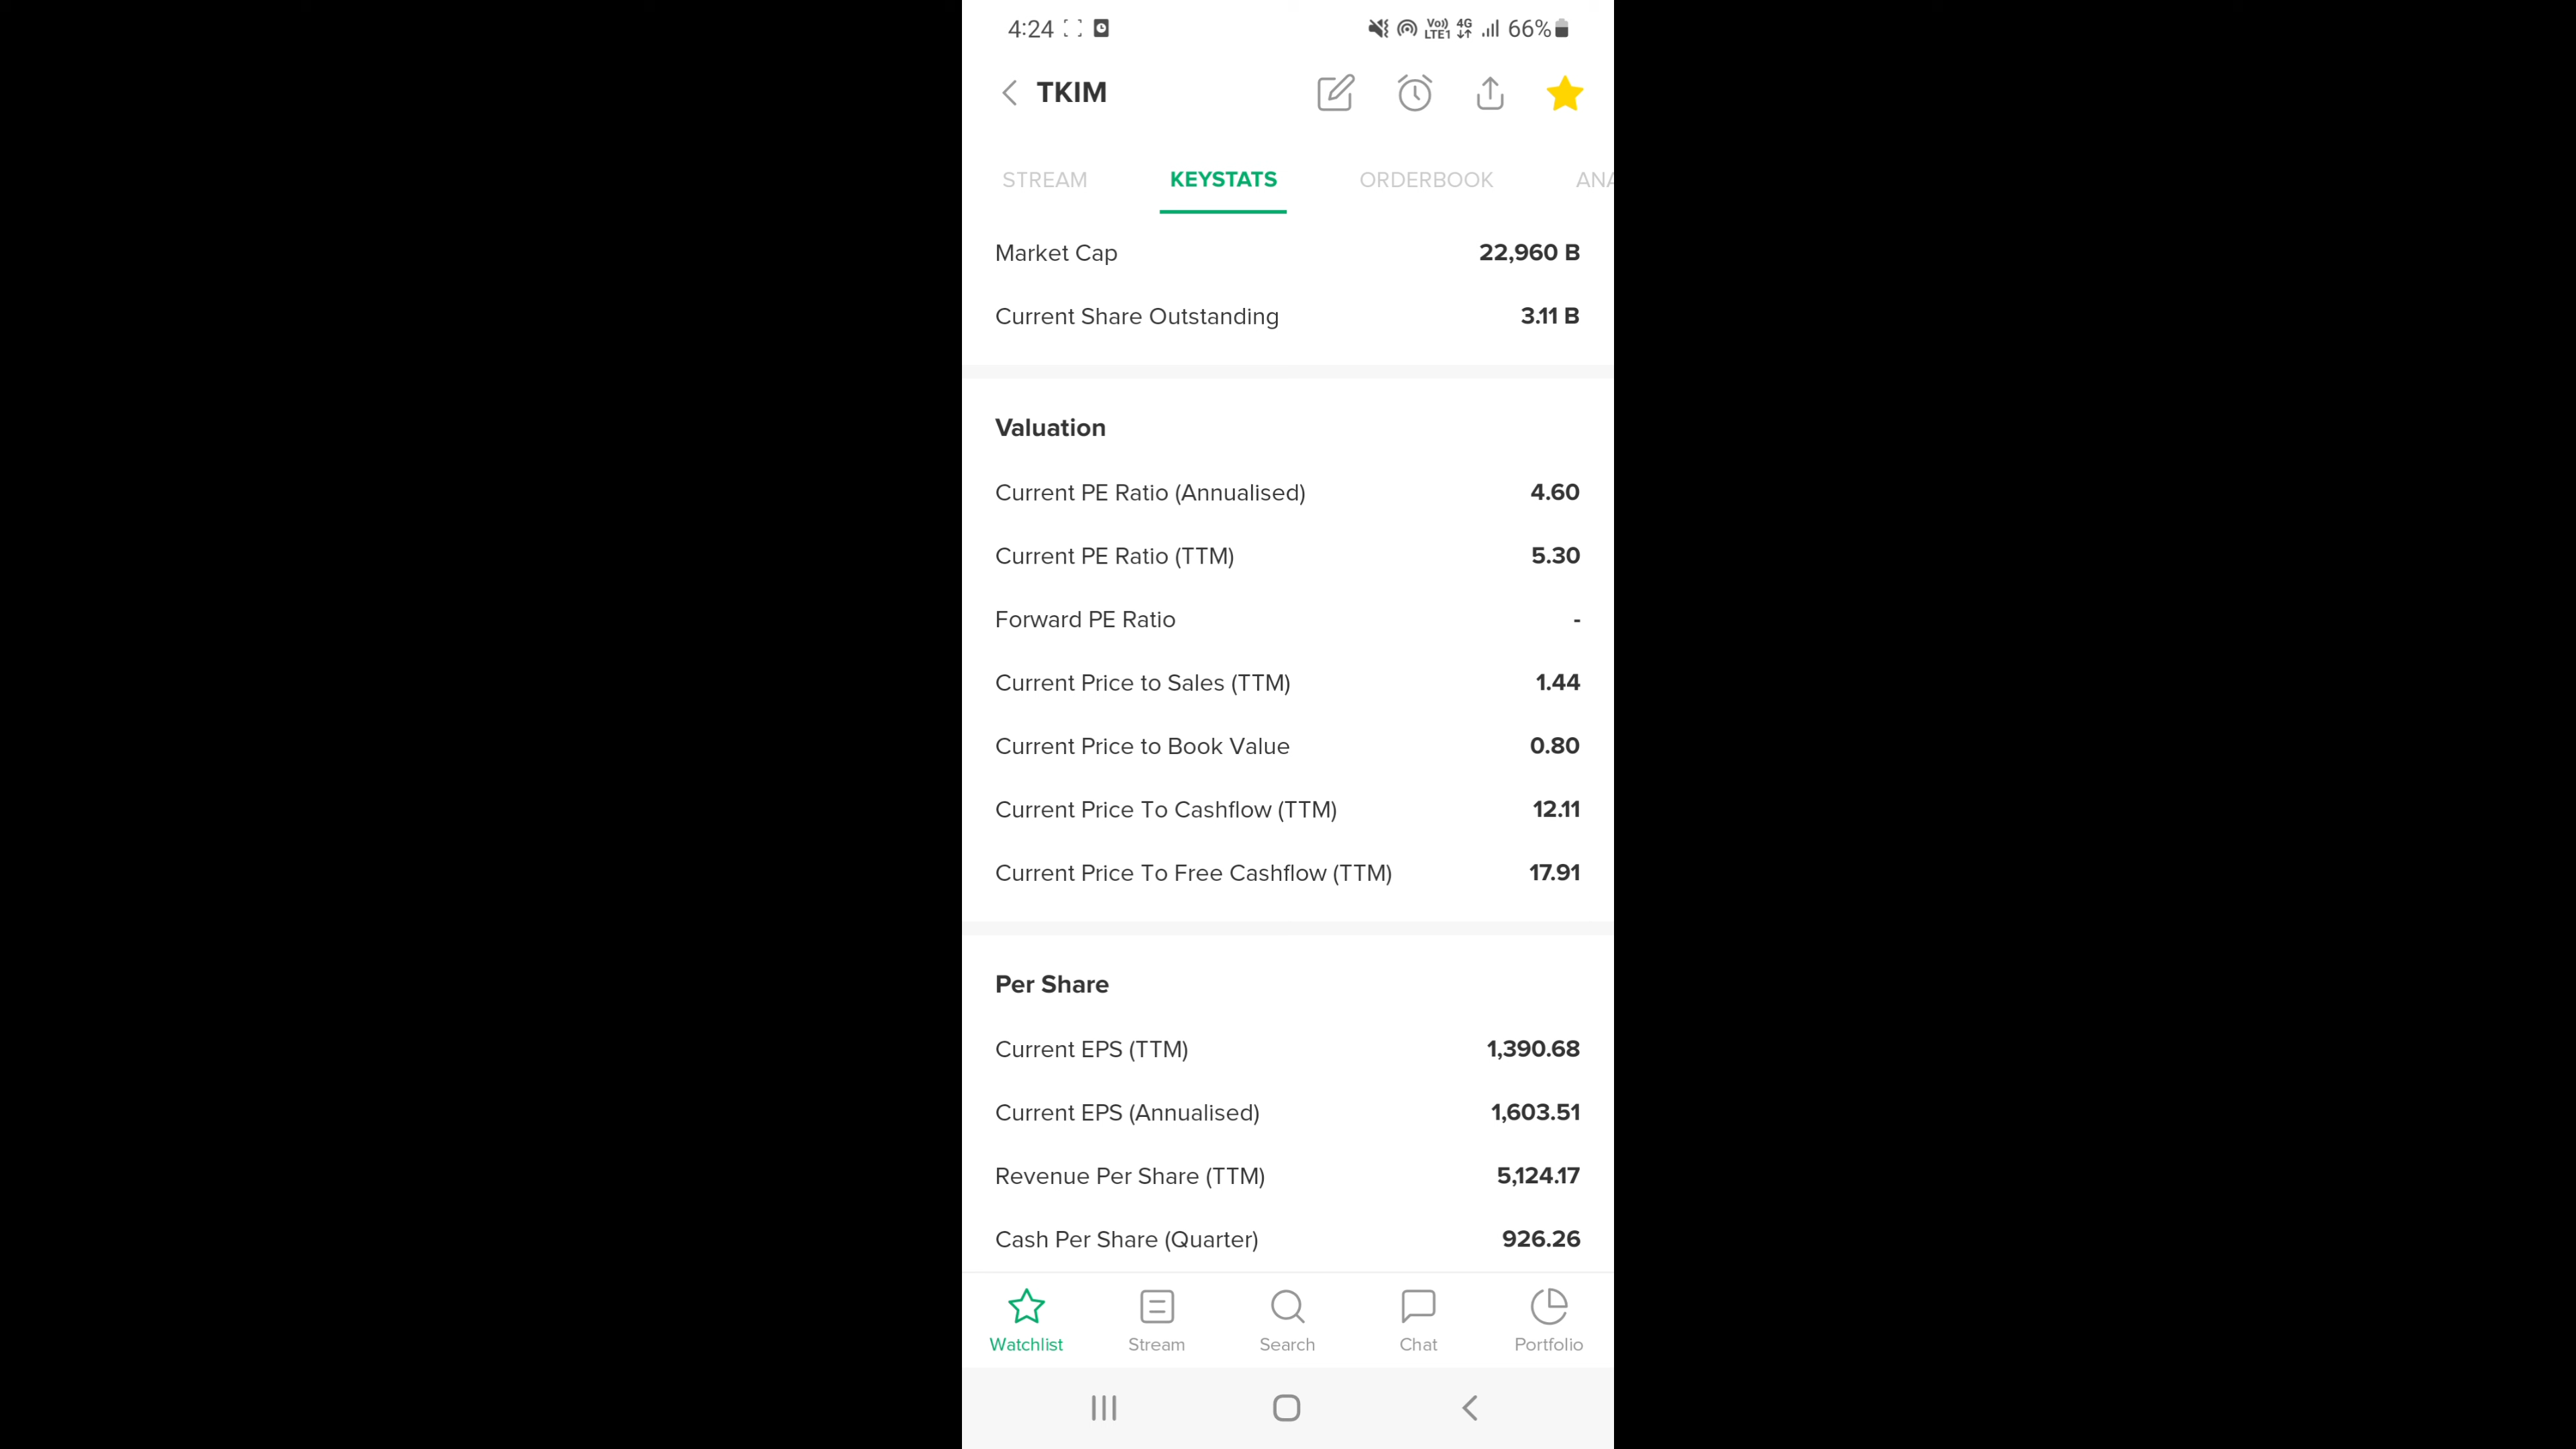 4:24 Vo)) LTE1 4G 66%
TKIM
STREAM KEYSTATS ORDERBOOK ANA
Market Cap 22,960 B
Current Share Outstanding 3.11 B
Valuation
Current PE Ratio (Annualised) 4.60
Current PE Ratio (TTM) 5.30
Forward PE Ratio -
Current Price to Sales (TTM) 1.44
Current Price to Book Value 0.80
Current Price To Cashflow (TTM) 12.11
Current Price To Free Cashflow (TTM) 17.91
Per Share
Current EPS (TTM) 1,390.68
Current EPS (Annualised) 1,603.51
Revenue Per Share (TTM) 5,124.17
Cash Per Share (Quarter) 926.26
Watchlist Stream Search Chat Portfolio